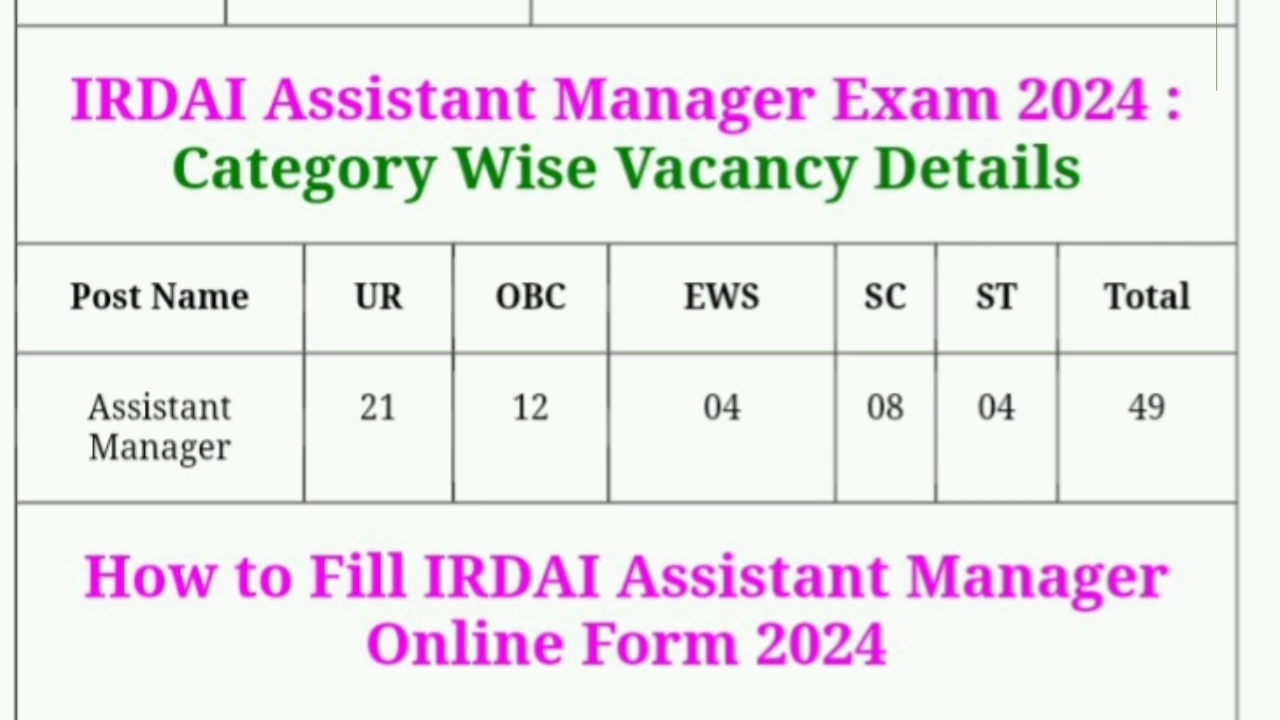 IRDAI Assistant Manager Exam 2024 :
Category Wise Vacancy Details
Post Name UR OBC EWS SC ST Total
Assistant 21 12 04 08 04 49
Manager
How to Fill IRDAI Assistant Manager
Online Form 2024